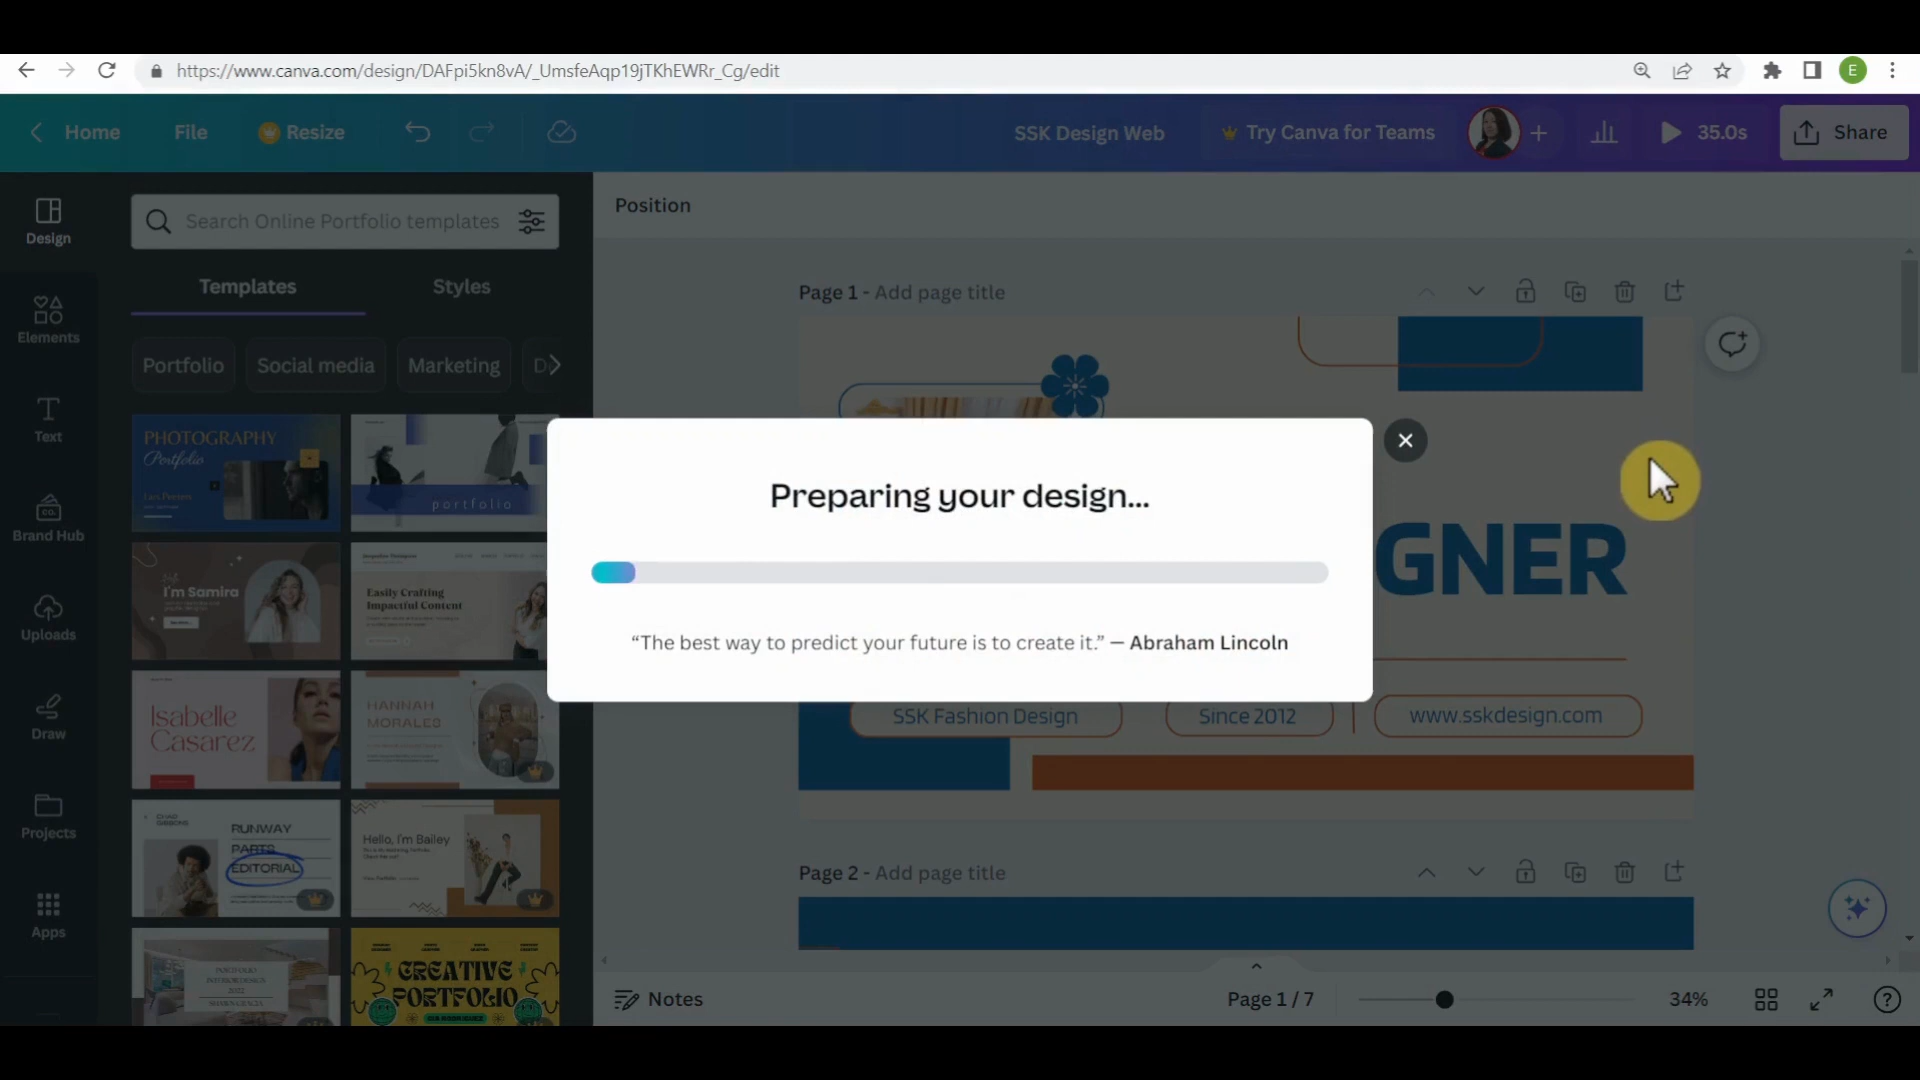 https://www.canva.com/design/DAFpi5kn8vA/_UmsfeAqp19jTKhEWRr_Cg/edit
E
Home
File
Resize
SSK Design Web
Try Canva for Teams
35.0s
Share
Design
Elements
Text
Brand Hub
CO.
Uploads
Draw
Projects
Apps
Search Online Portfolio templates
Templates
Styles
Portfolio
Social media
Marketing
PHOTOGRAPHY
Portfolio
portfolio
I'm Samira
Easily Crafting
Impactful Content
Isabelle
Casarez
HANNAH
MORALES
RUNWAY
PARTS
EDITORIAL
Hello, I'm Bailey
CREATIVE
PORTFOLIO
Position
Page 1 - Add page title
GNER
Preparing your design...
“The best way to predict your future is to create it.” — Abraham Lincoln
SSK Fashion Design
Since 2012
www.sskdesign.com
Page 2 - Add page title
Notes
Page 1 / 7
34%